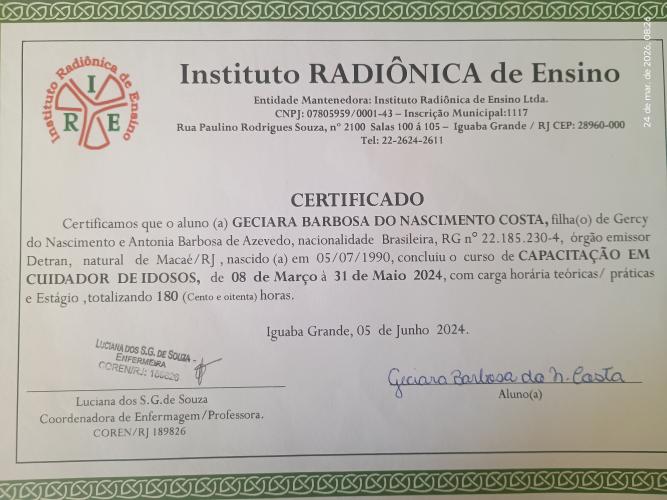 Instituto Radiônica de Ensino
I
R E
Instituto RADIÔNICA de Ensino
Entidade Mantenedora: Instituto Radiônica de Ensino Ltda.
CNPJ: 07805959/0001-43 – Inscrição Municipal:1117
Rua Paulino Rodrigues Souza, nº 2100 Salas 100 á 105 – Iguaba Grande / RJ CEP: 28960-000
Tel: 22-2624-2611
24 de mar. de 2026, 08:26
CERTIFICADO
Certificamos que o aluno (a) GECIARA BARBOSA DO NASCIMENTO COSTA, filha(o) de Gercy
do Nascimento e Antonia Barbosa de Azevedo, nacionalidade Brasileira, RG nº 22.185.230-4, órgão emissor
Detran, natural de Macaé/RJ , nascido (a) em 05/07/1990, concluiu o curso de CAPACITAÇÃO EM
CUIDADOR DE IDOSOS, de 08 de Março à 31 de Maio 2024, com carga horária teóricas/ práticas
e Estágio ,totalizando 180 (Cento e oitenta) horas.
Iguaba Grande, 05 de Junho 2024.
LUCIANA DOS S.G. DE SOUZA -
ENFERMEIRA
COREN/RJ:
Geciara Barbosa do N. Costa
Luciana dos S.G.de Souza
Aluno(a)
Coordenadora de Enfermagem/Professora.
COREN/RJ 189826